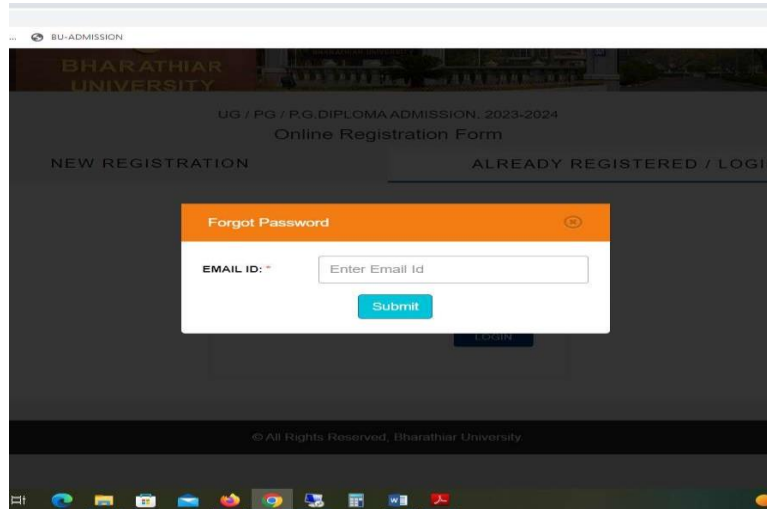 ... BU-ADMISSION
BHARATHIAR
UNIVERSITY
UG / PG / P.G.DIPLOMA ADMISSION, 2023-2024
Online Registration Form
NEW REGISTRATION
ALREADY REGISTERED / LOGI
Forgot Password
EMAIL ID: *
Enter Email Id
Submit
LOGIN
© All Rights Reserved, Bharathiar University